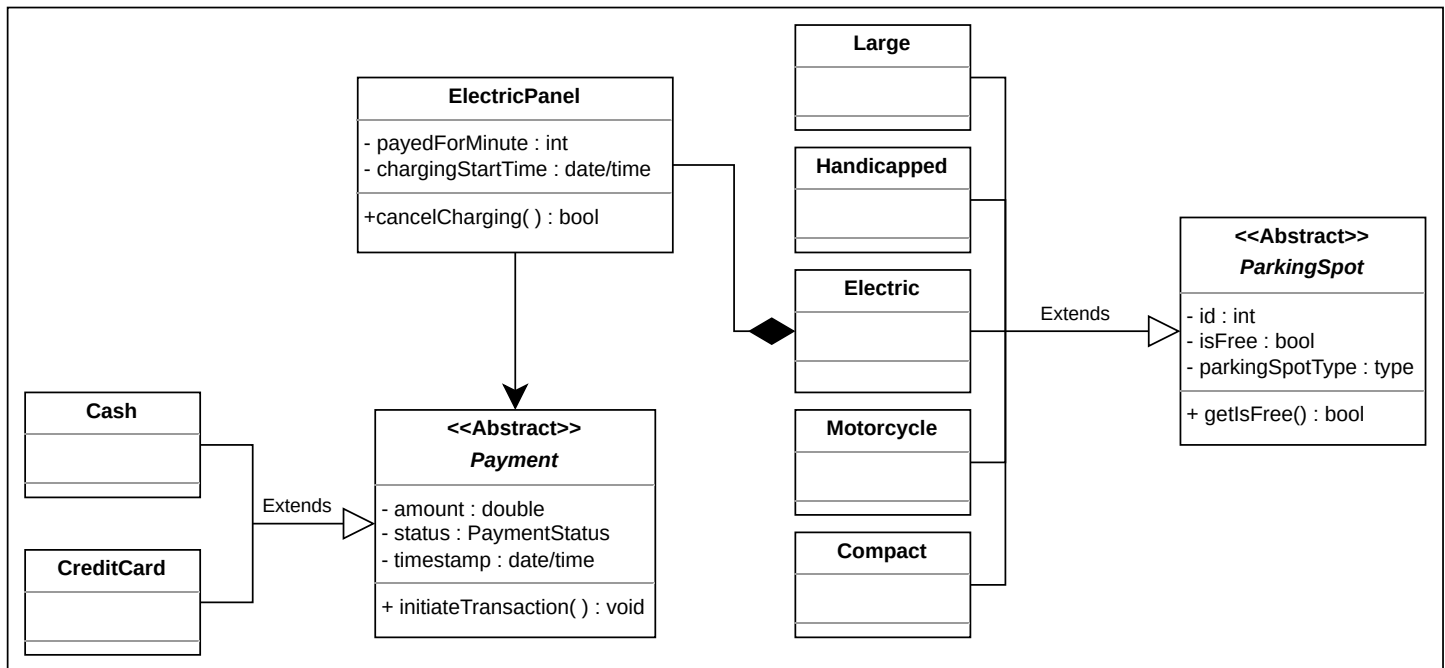 Large
ElectricPanel
- payedForMinute : int
- chargingStartTime : date/time
+cancelCharging( ) : bool
Handicapped
<<Abstract>>
ParkingSpot
- id : int
- isFree : bool
- parkingSpotType : type
+ getIsFree() : bool
Electric
Extends
Cash
<<Abstract>>
Payment
- amount : double
- status : PaymentStatus
- timestamp : date/time
+ initiateTransaction( ) : void
Motorcycle
Extends
CreditCard
Compact